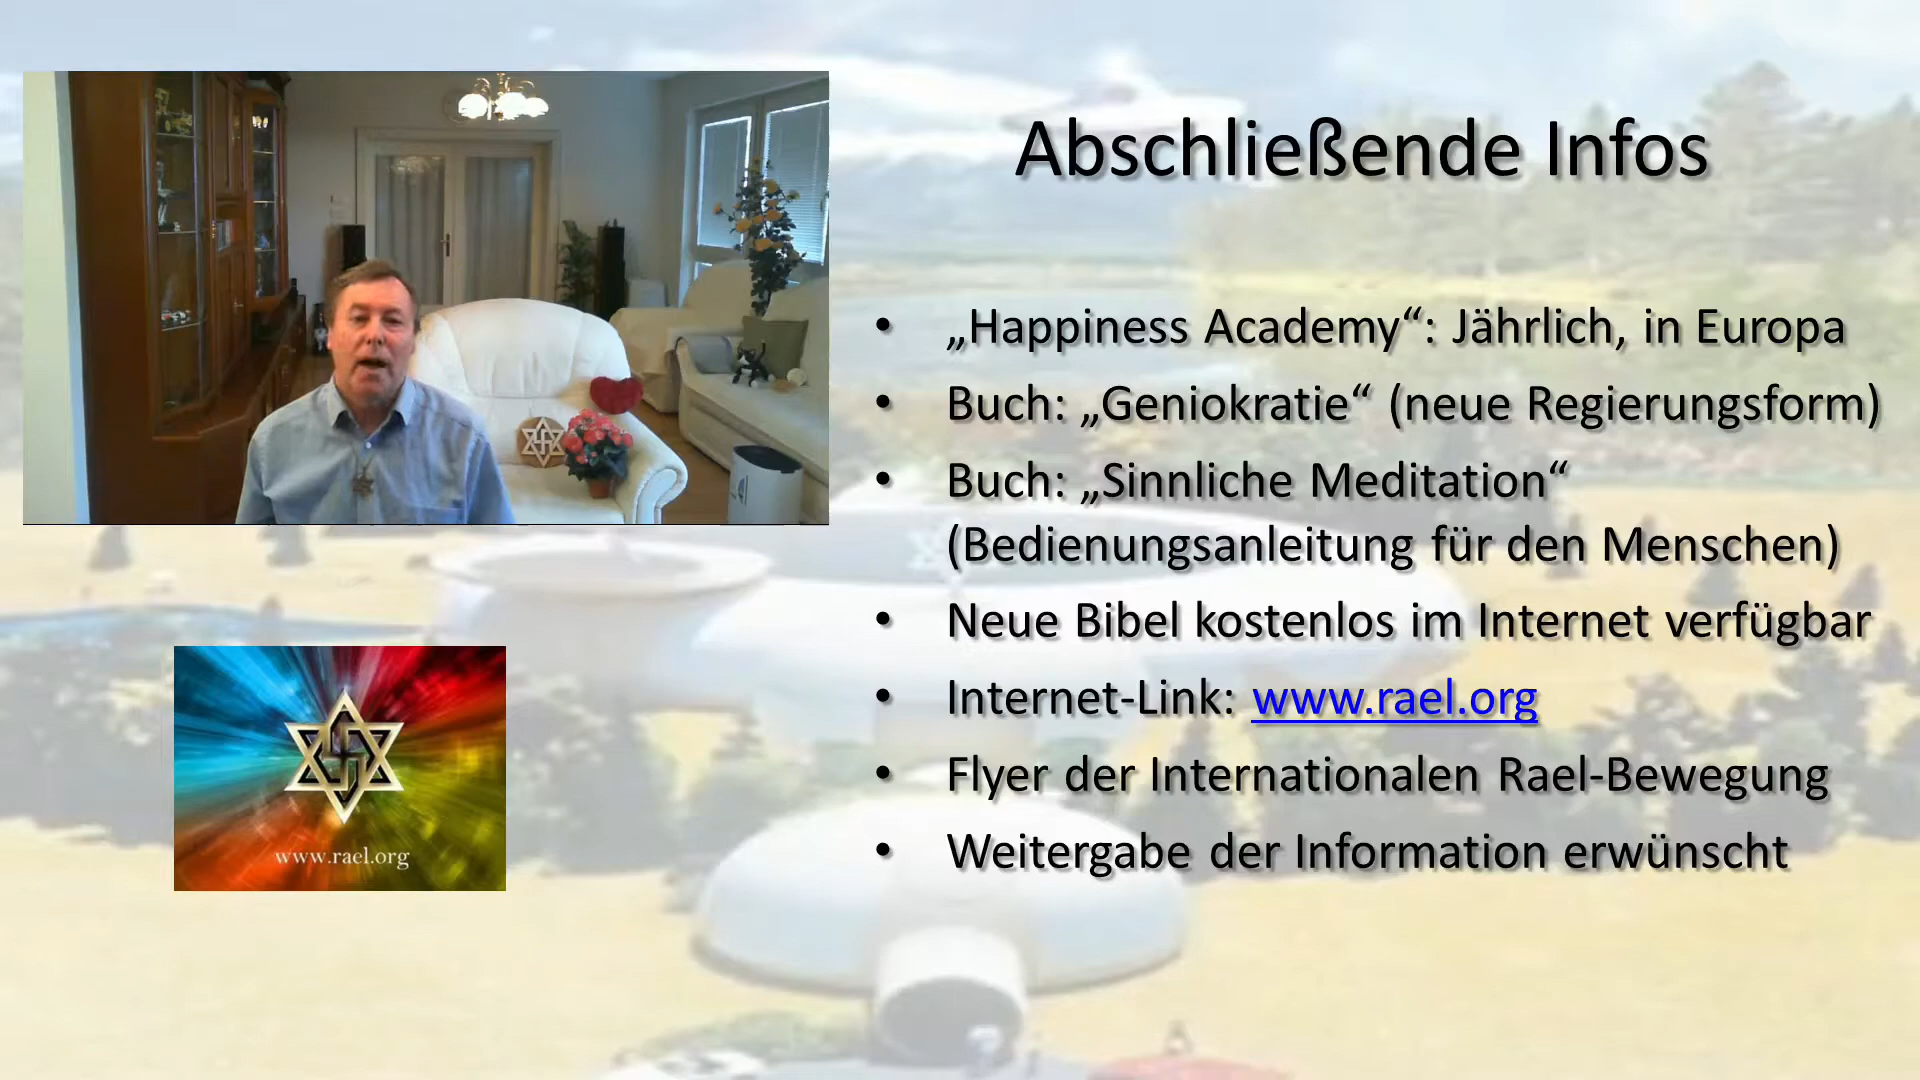 Abschließende Infos
• „Happiness Academy“: Jährlich, in Europa
• Buch: „Geniokratie“ (neue Regierungsform)
• Buch: „Sinnliche Meditation“
(Bedienungsanleitung für den Menschen)
• Neue Bibel kostenlos im Internet verfügbar
• Internet-Link: www.rael.org
• Flyer der Internationalen Rael-Bewegung
• Weitergabe der Information erwünscht
www.rael.org